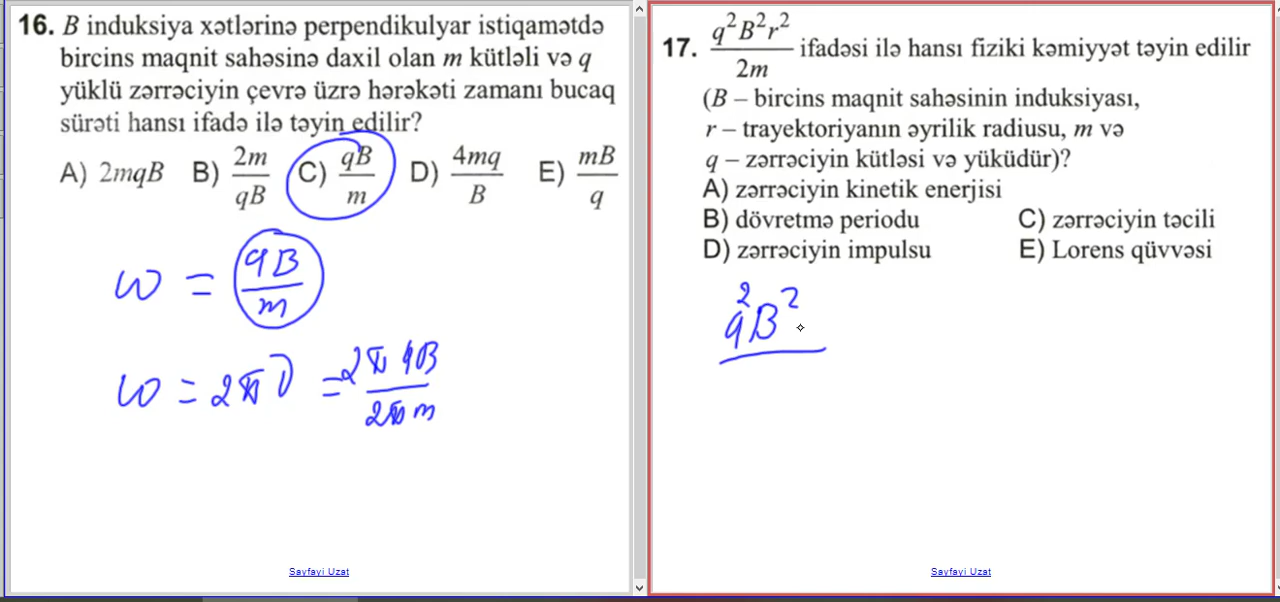 16. B induksiya xətlərinə perpendikulyar istiqamətdə
bircins maqnit sahəsinə daxil olan m kütləli və q
yüklü zərrəciyin çevrə üzrə hərəkəti zamanı bucaq
sürəti hansı ifadə ilə təyin edilir?
A) 2mqB B) 2m/qB C) qB/m D) 4mq/B E) mB/q
ω = qB/m
ω = 2πν = 2π qB/2π m
Sayfayi Uzat
17. q²B²r²/2m ifadəsi ilə hansı fiziki kəmiyyət təyin edilir
(B – bircins maqnit sahəsinin induksiyası,
r – trayektoriyanın əyrilik radiusu, m və
q – zərrəciyin kütləsi və yüküdür)?
A) zərrəciyin kinetik enerjisi
B) dövretmə periodu C) zərrəciyin təcili
D) zərrəciyin impulsu E) Lorens qüvvəsi
q²B²
Sayfayi Uzat